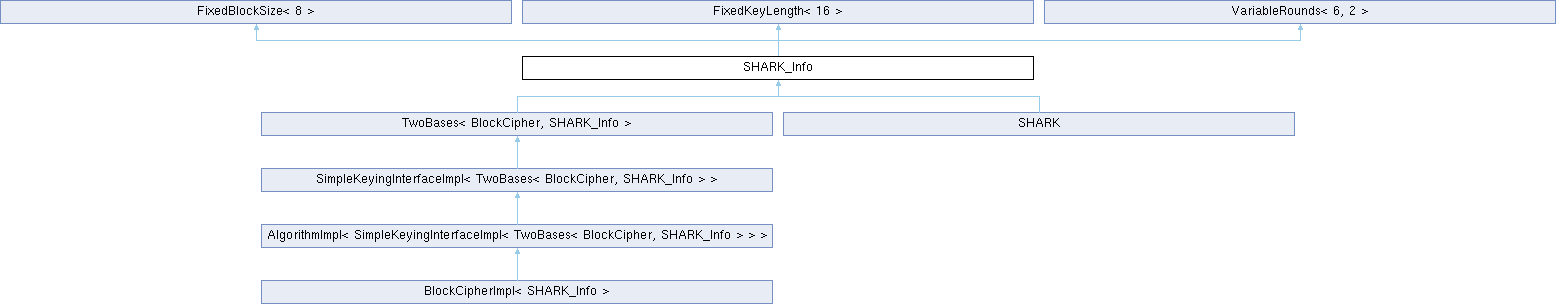 FixedBlockSize< 8 >
FixedKeyLength< 16 >
VariableRounds< 6, 2 >
SHARK_Info
TwoBases< BlockCipher, SHARK_Info >
SHARK
SimpleKeyingInterfaceImpl< TwoBases< BlockCipher, SHARK_Info > >
AlgorithmImpl< SimpleKeyingInterfaceImpl< TwoBases< BlockCipher, SHARK_Info > > >
BlockCipherImpl< SHARK_Info >